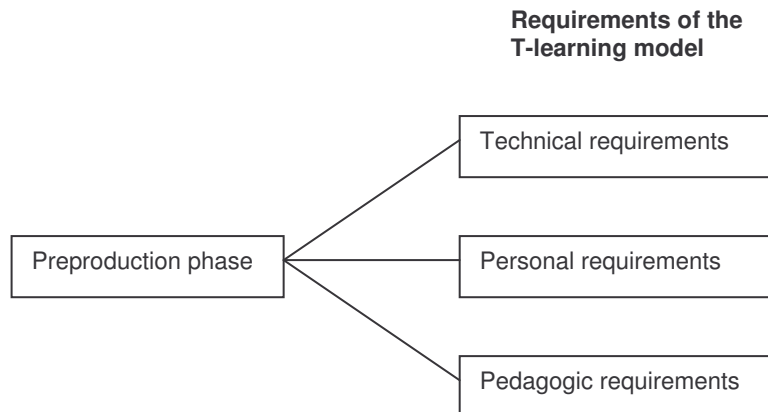 Requirements of the
T-learning model
Technical requirements
Preproduction phase
Personal requirements
Pedagogic requirements